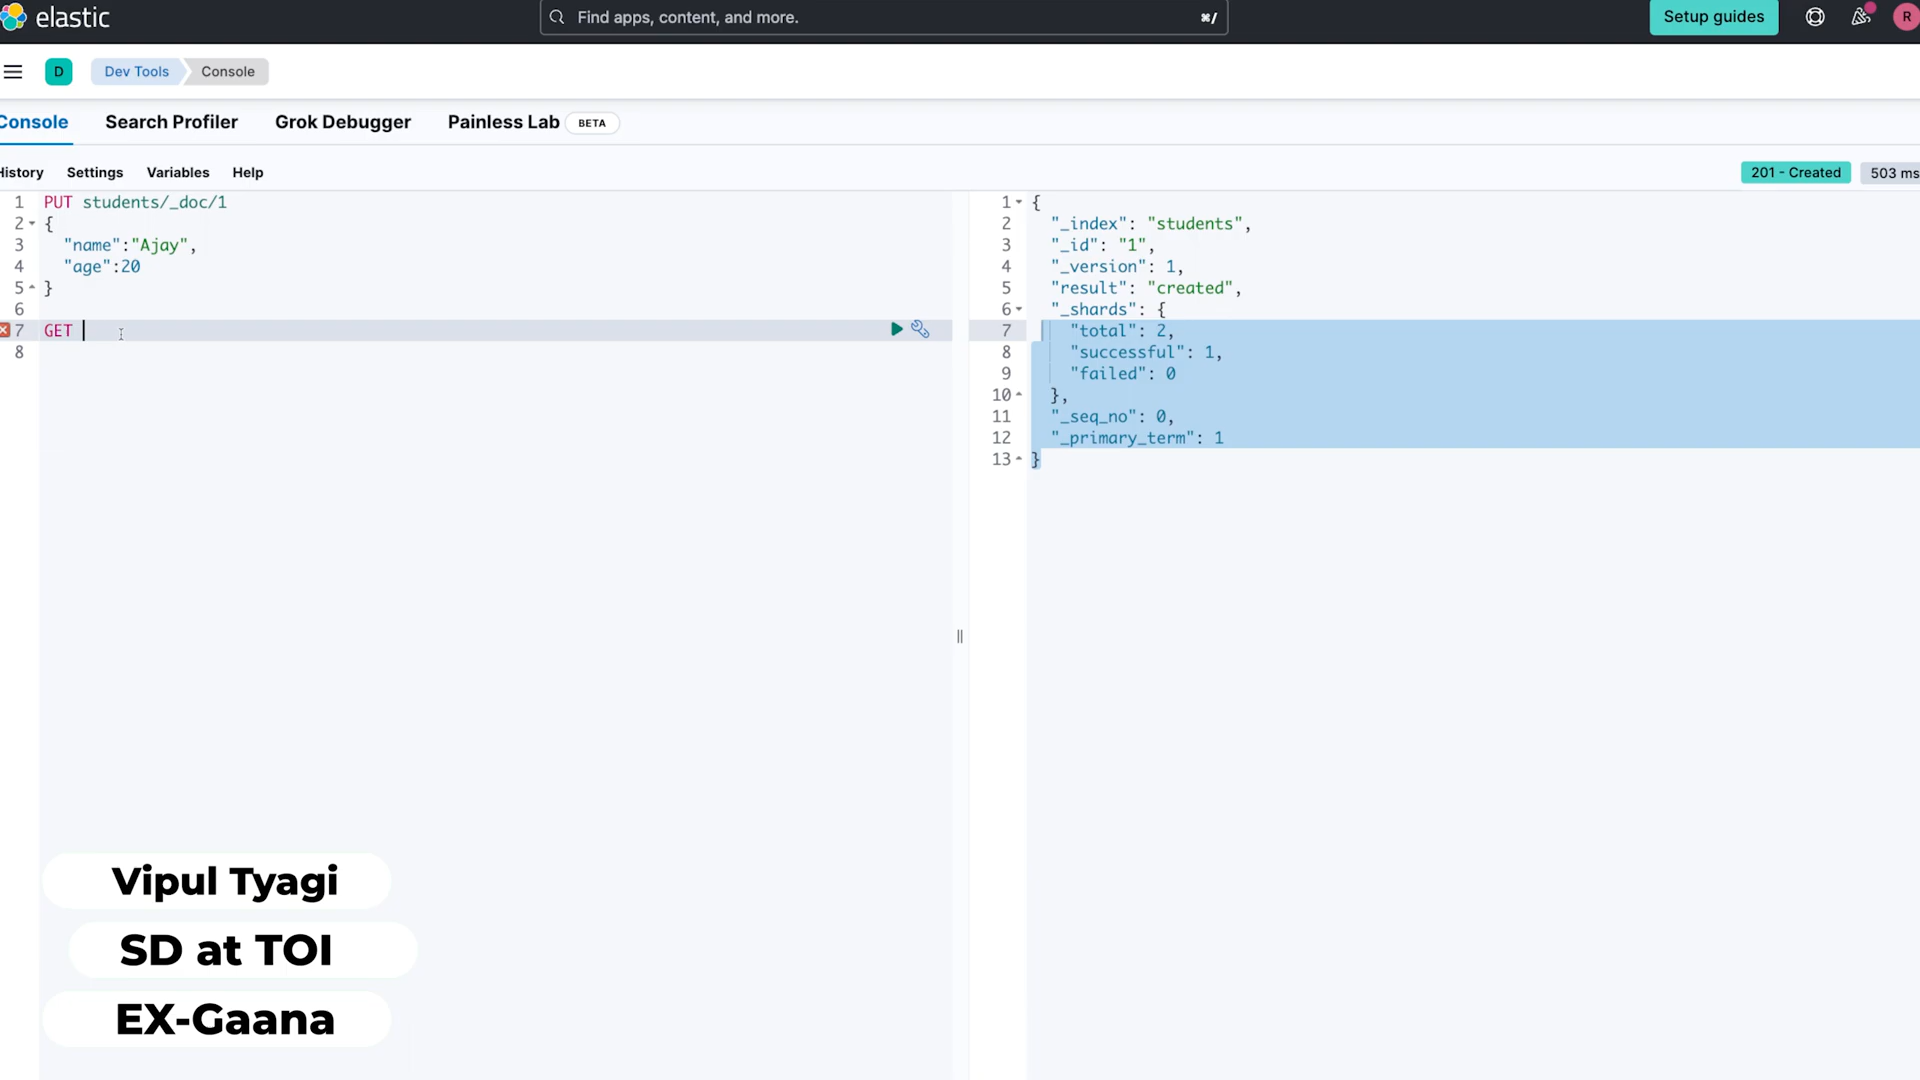 elastic
Find apps, content, and more.
⌘/
Setup guides
R
D
Dev Tools
Console
Console
Search Profiler
Grok Debugger
Painless Lab
BETA
History
Settings
Variables
Help
201 - Created
503 ms
1 PUT students/_doc/1
2 {
3 "name":"Ajay",
4 "age":20
5 }
6
7 GET
8
1 {
2 "_index": "students",
3 "_id": "1",
4 "_version": 1,
5 "result": "created",
6 "_shards": {
7 "total": 2,
8 "successful": 1,
9 "failed": 0
10 },
11 "_seq_no": 0,
12 "_primary_term": 1
13 }
Vipul Tyagi
SD at TOI
EX-Gaana